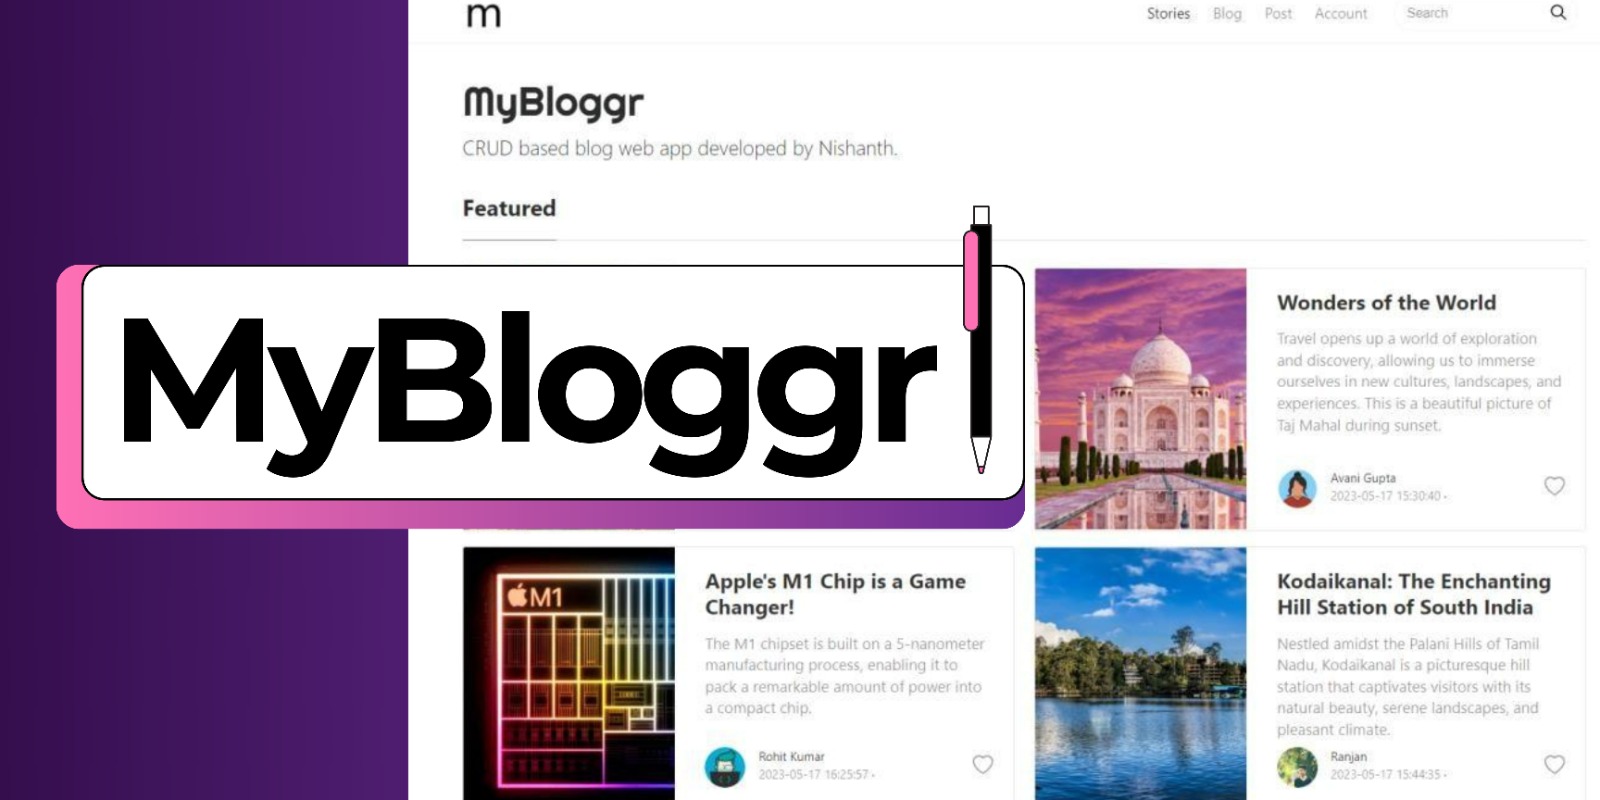 m
Stories Blog Post Account Search
MyBloggr
CRUD based blog web app developed by Nishanth.
Featured
MyBloggr
Wonders of the World
Travel opens up a world of exploration
and discovery, allowing us to immerse
ourselves in new cultures, landscapes, and
experiences. This is a beautiful picture of
Taj Mahal during sunset.
Avani Gupta
2023-05-17 15:30:40 •
M1
Apple's M1 Chip is a Game
Changer!
The M1 chipset is built on a 5-nanometer
manufacturing process, enabling it to
pack a remarkable amount of power into
a compact chip.
Rohit Kumar
2023-05-17 16:25:57 •
Kodaikanal: The Enchanting
Hill Station of South India
Nestled amidst the Palani Hills of Tamil
Nadu, Kodaikanal is a picturesque hill
station that captivates visitors with its
natural beauty, serene landscapes, and
pleasant climate.
Ranjan
2023-05-17 15:44:35 •